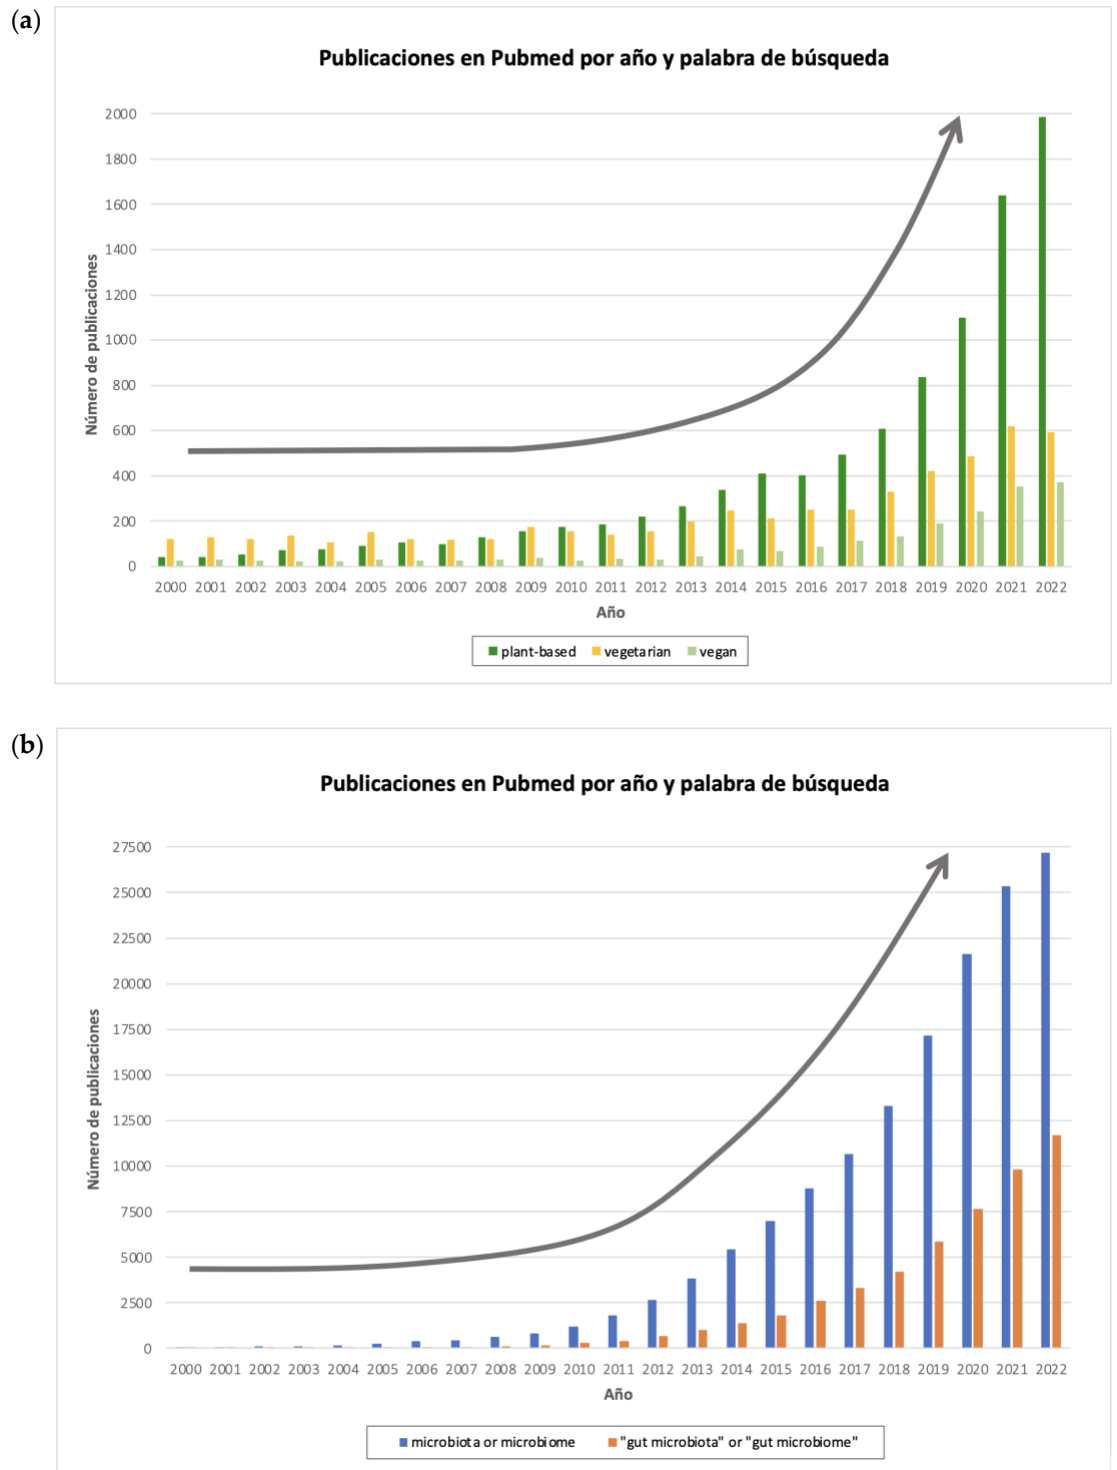 (a)
Publicaciones en Pubmed por año y palabra de búsqueda
Número de publicaciones
2000
1800
1600
1400
1200
1000
800
600
400
200
0
2000 2001 2002 2003 2004 2005 2006 2007 2008 2009 2010 2011 2012 2013 2014 2015 2016 2017 2018 2019 2020 2021 2022
Año
plant-based vegetarian vegan
(b)
Publicaciones en Pubmed por año y palabra de búsqueda
Número de publicaciones
27500
25000
22500
20000
17500
15000
12500
10000
7500
5000
2500
0
2000 2001 2002 2003 2004 2005 2006 2007 2008 2009 2010 2011 2012 2013 2014 2015 2016 2017 2018 2019 2020 2021 2022
Año
microbiota or microbiome "gut microbiota" or "gut microbiome"